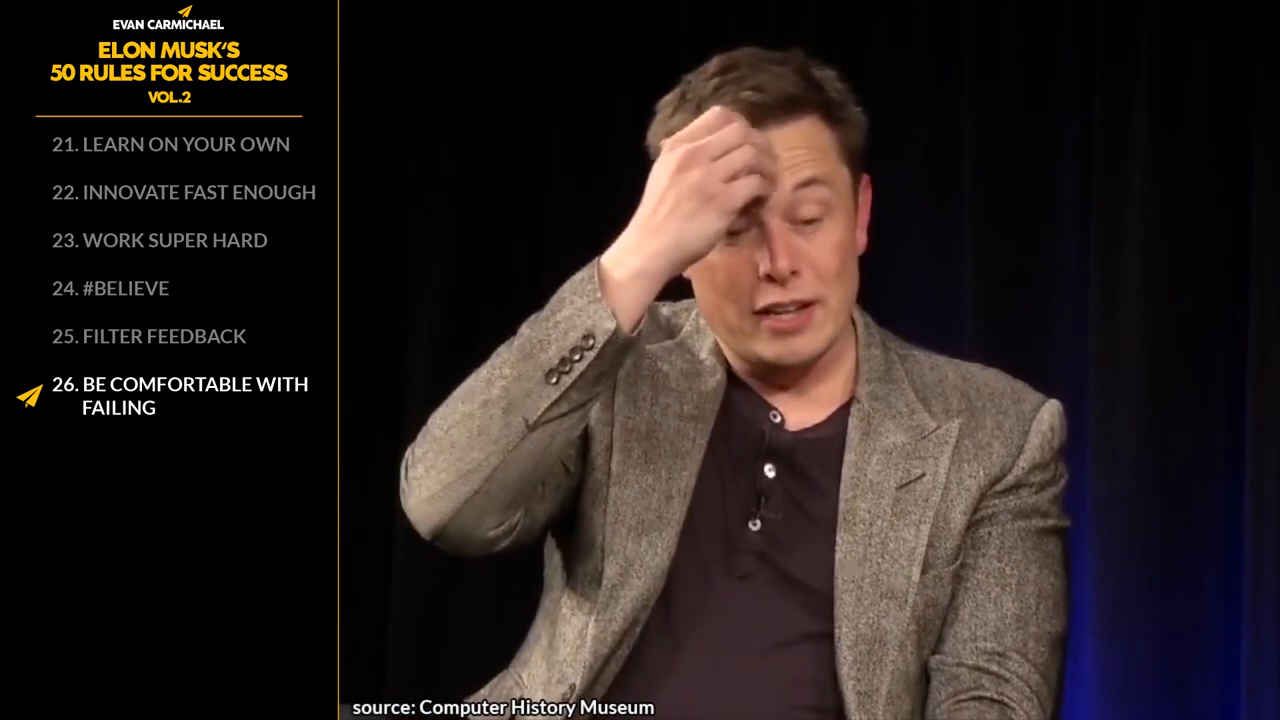 EVAN CARMICHAEL
ELON MUSK'S
50 RULES FOR SUCCESS
VOL.2
21. LEARN ON YOUR OWN
22. INNOVATE FAST ENOUGH
23. WORK SUPER HARD
24. #BELIEVE
25. FILTER FEEDBACK
26. BE COMFORTABLE WITH
FAILING
source: Computer History Museum